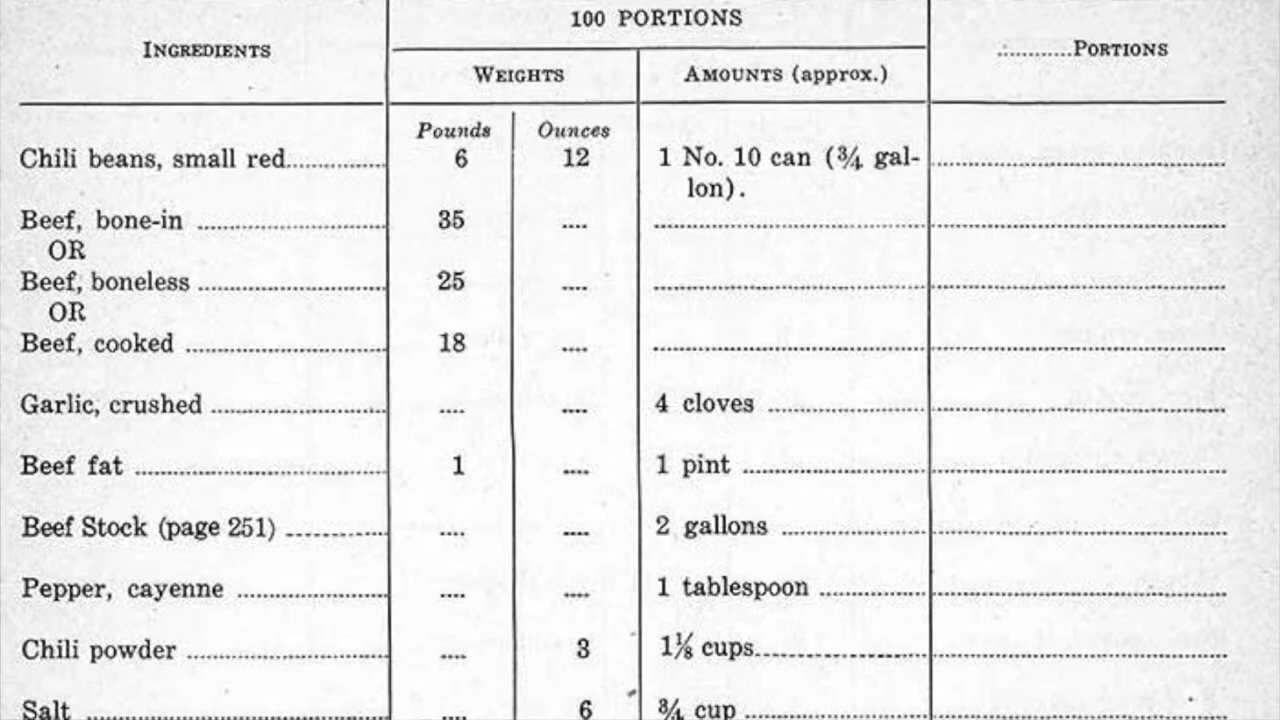 INGREDIENTS 100 PORTIONS ............PORTIONS
WEIGHTS AMOUNTS (approx.)
Pounds Ounces
Chili beans, small red 6 12 1 No. 10 can (¾ gal-
lon).
Beef, bone-in 35 ....
OR
Beef, boneless 25 ....
OR
Beef, cooked 18 ....
Garlic, crushed .... .... 4 cloves
Beef fat 1 .... 1 pint
Beef Stock (page 251) .... .... 2 gallons
Pepper, cayenne .... .... 1 tablespoon
Chili powder .... 3 1⅛ cups
Salt .... 6 ¾ cup